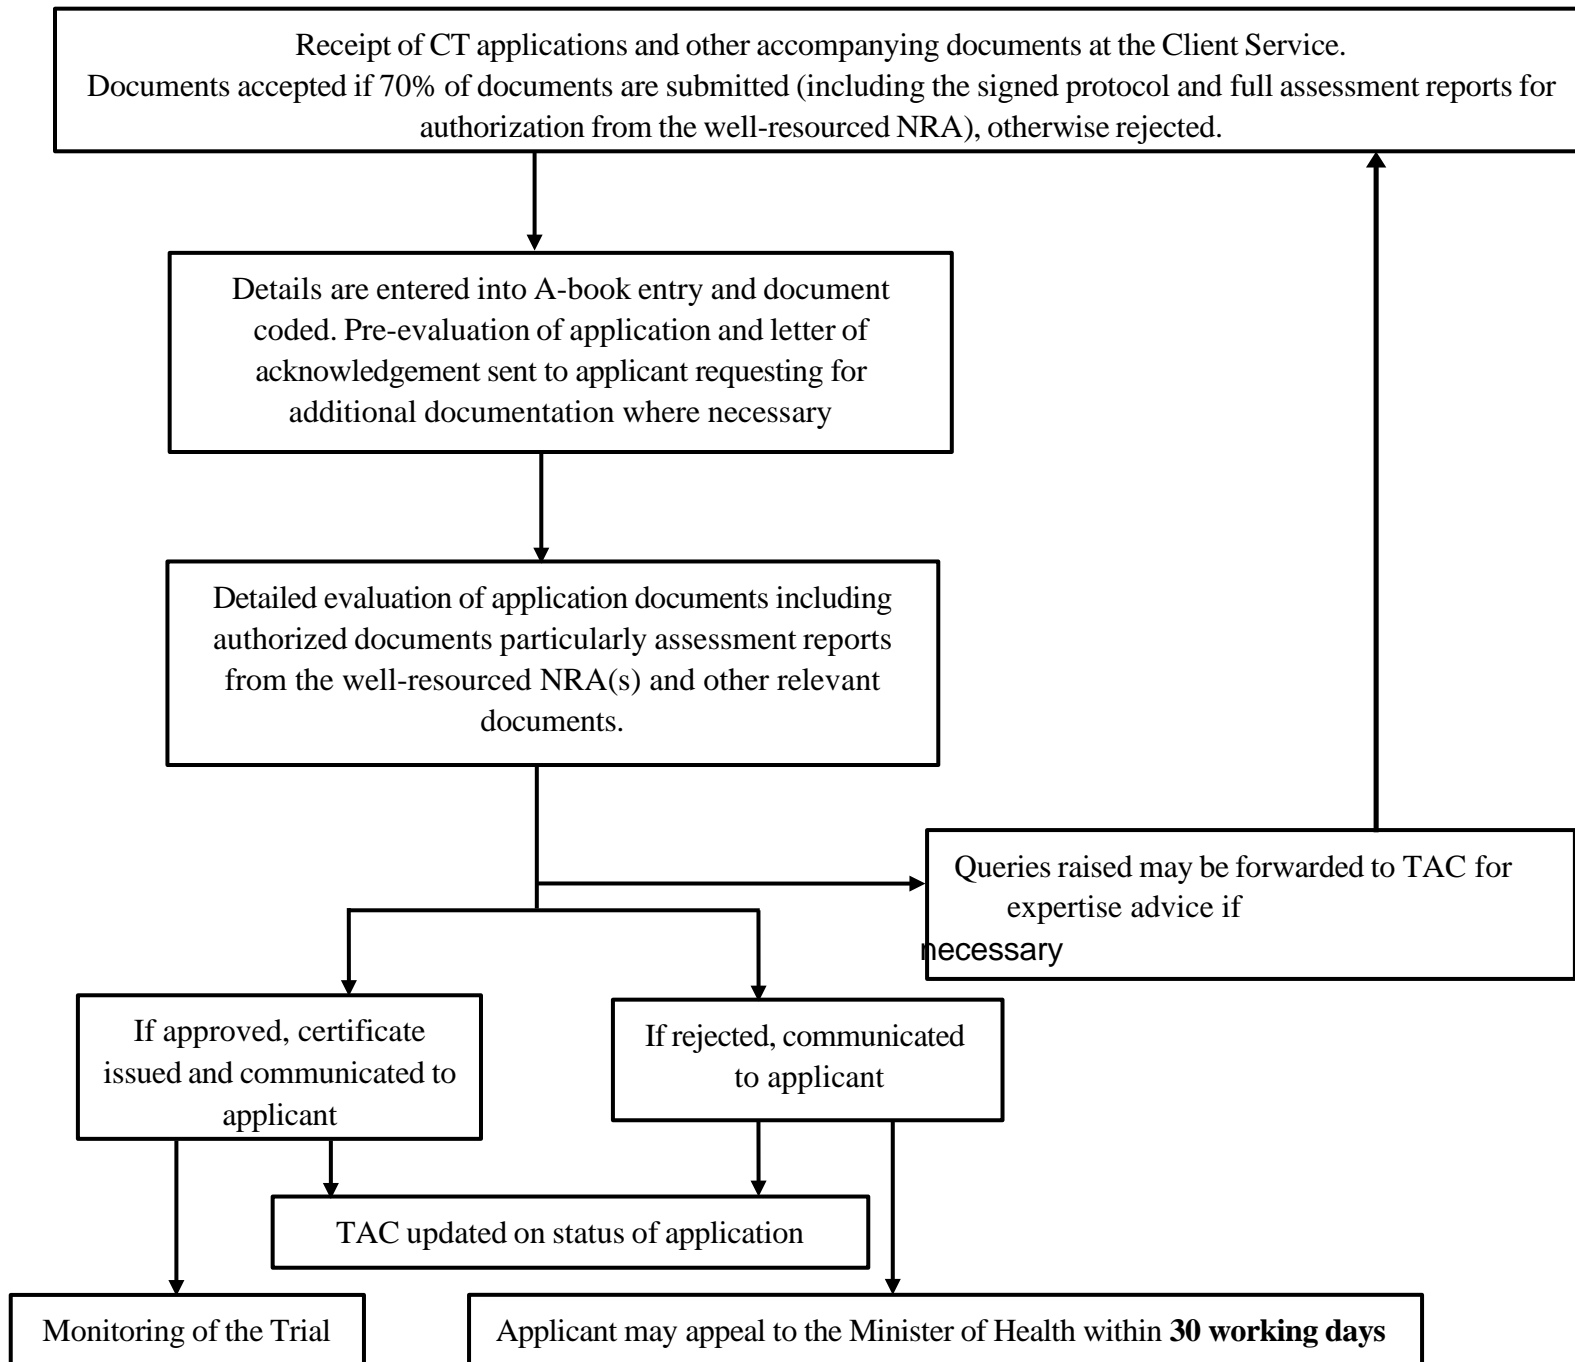 Receipt of CT applications and other accompanying documents at the Client Service.
Documents accepted if 70% of documents are submitted (including the signed protocol and full assessment reports for
authorization from the well-resourced NRA), otherwise rejected.
Details are entered into A-book entry and document
coded. Pre-evaluation of application and letter of
acknowledgement sent to applicant requesting for
additional documentation where necessary
Detailed evaluation of application documents including
authorized documents particularly assessment reports
from the well-resourced NRA(s) and other relevant
documents.
Queries raised may be forwarded to TAC for
expertise advice if
necessary
If approved, certificate
issued and communicated to
applicant
If rejected, communicated
to applicant
TAC updated on status of application
Monitoring of the Trial
Applicant may appeal to the Minister of Health within 30 working days